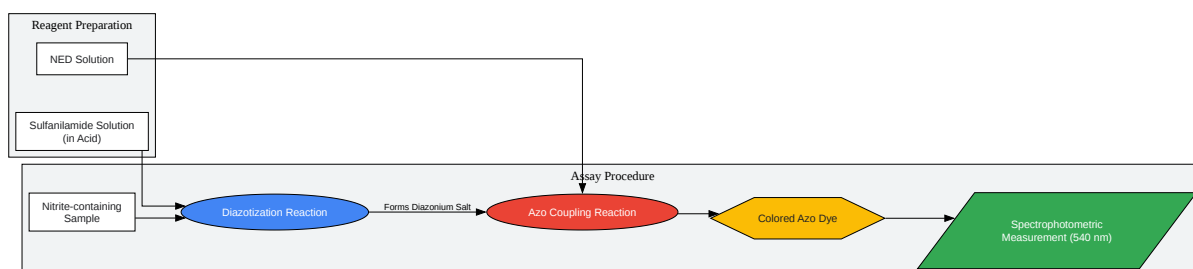 Reagent Preparation
NED Solution
Sulfanilamide Solution
(in Acid)
Assay Procedure
Nitrite-containing
Sample
Diazotization Reaction
Forms Diazonium Salt
Azo Coupling Reaction
Colored Azo Dye
Spectrophotometric
Measurement (540 nm)